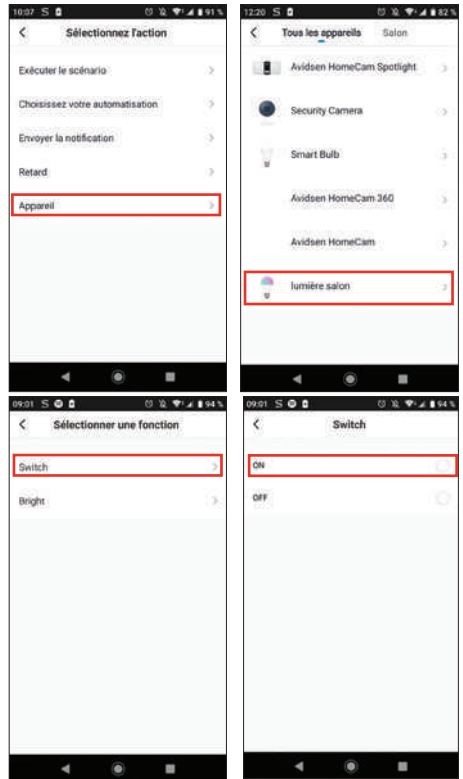 10:07 S 91 %
Sélectionnez l'action
Exécuter le scénario
Choisissez votre automatisation
Envoyer la notification
Retard
Appareil
12:20 S 82 %
Tous les appareils Salon
Avidsen HomeCam Spotlight
Security Camera
Smart Bulb
Avidsen HomeCam 360
Avidsen HomeCam
lumière salon
09:01 S 94 %
Sélectionner une fonction
Switch
Bright
09:01 S 94 %
Switch
ON
OFF